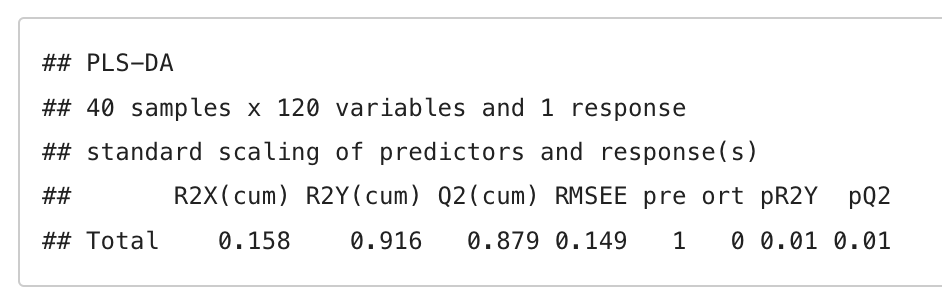 ## PLS-DA
## 40 samples x 120 variables and 1 response
## standard scaling of predictors and response(s)
##       R2X(cum) R2Y(cum) Q2(cum) RMSEE pre ort pR2Y  pQ2
## Total    0.158    0.916   0.879 0.149   1   0 0.01 0.01